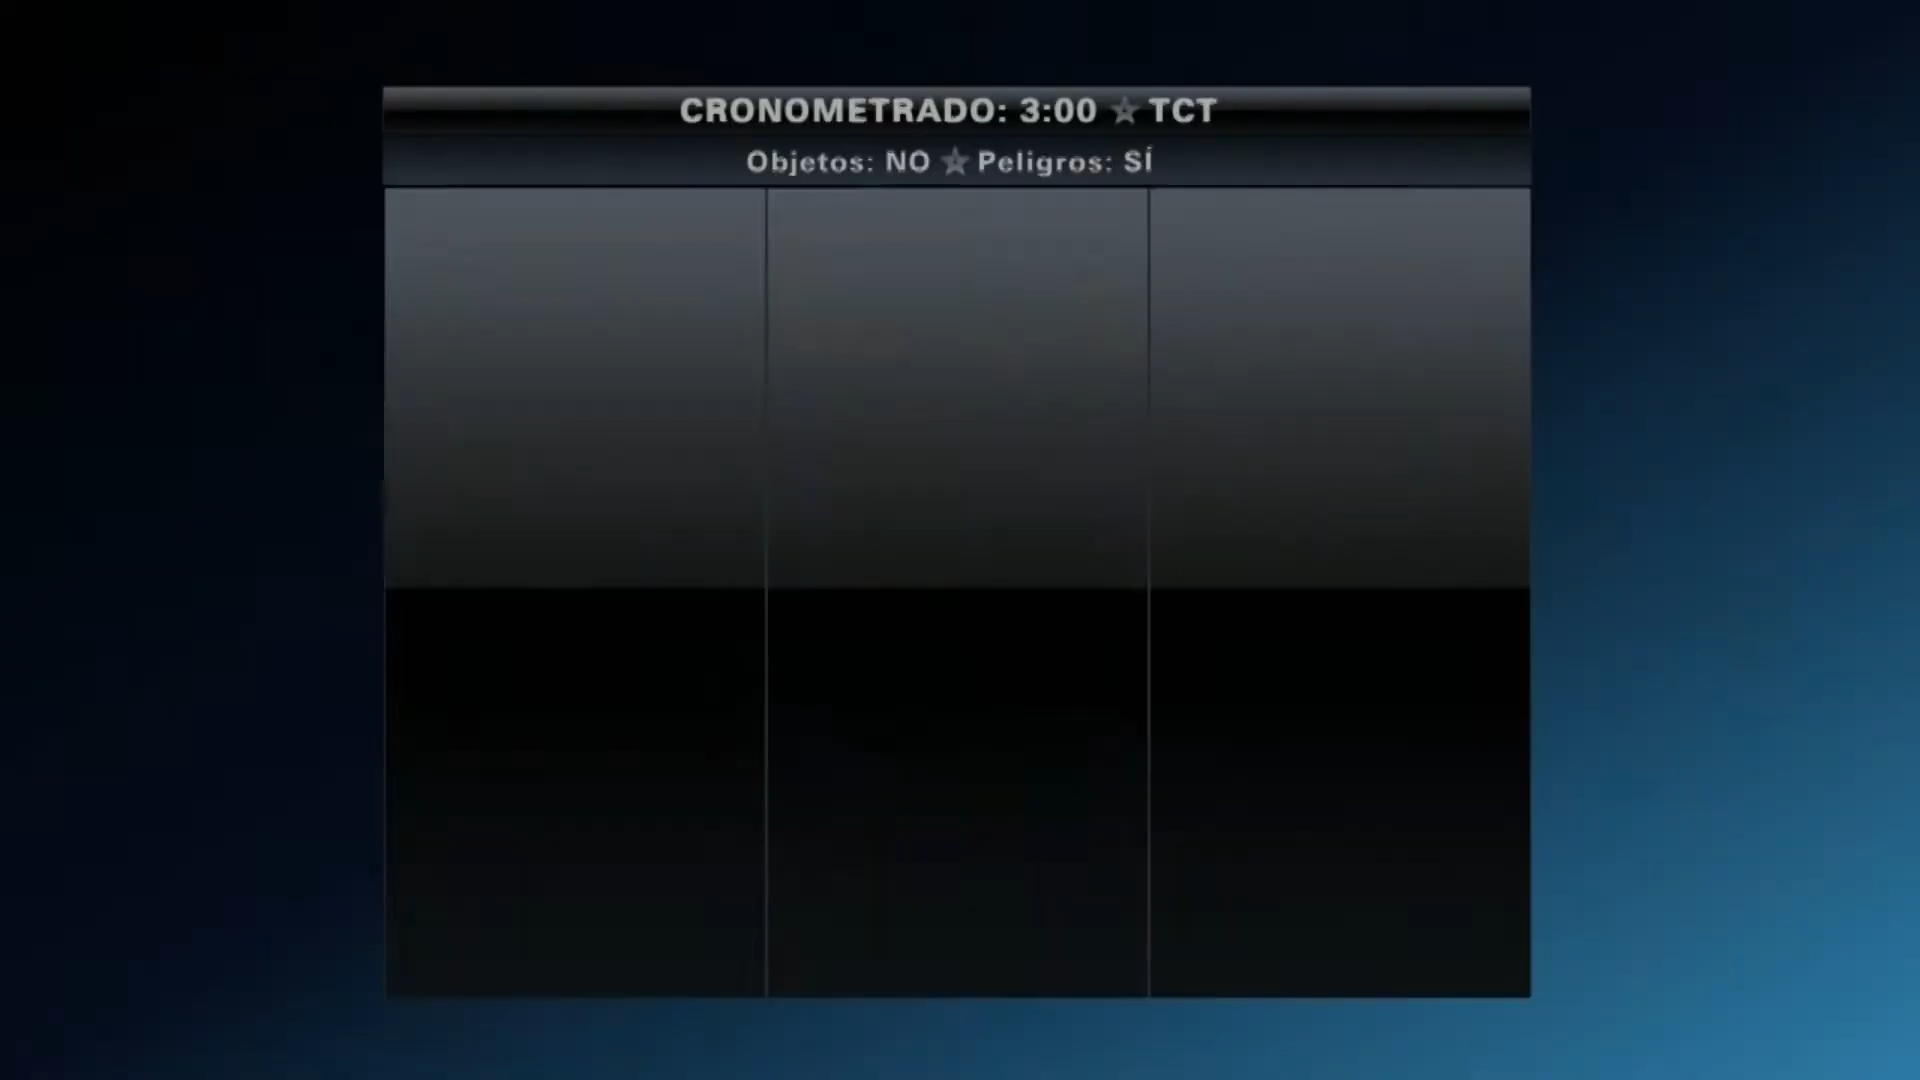 CRONOMETRADO: 3:00 ★ TCT
Objetos: NO ★ Peligros: SÍ